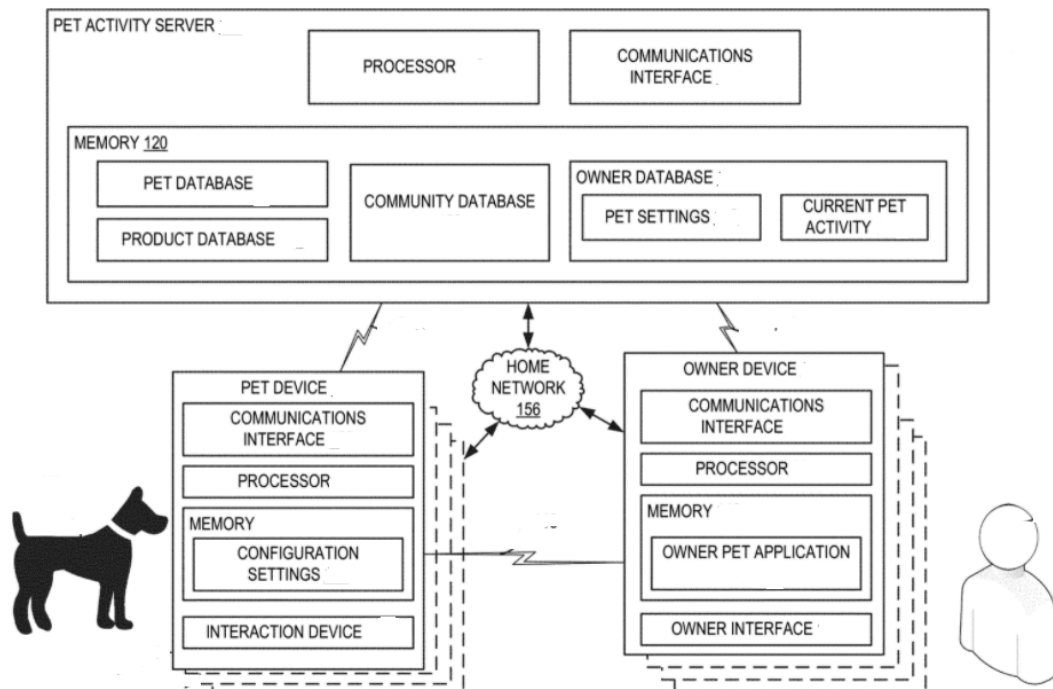 PET ACTIVITY SERVER
PROCESSOR
COMMUNICATIONS
INTERFACE
MEMORY 120
PET DATABASE
PRODUCT DATABASE
COMMUNITY DATABASE
OWNER DATABASE
PET SETTINGS
CURRENT PET
ACTIVITY
HOME
NETWORK
156
PET DEVICE
COMMUNICATIONS
INTERFACE
PROCESSOR
MEMORY
CONFIGURATION
SETTINGS
INTERACTION DEVICE
OWNER DEVICE
COMMUNICATIONS
INTERFACE
PROCESSOR
MEMORY
OWNER PET APPLICATION
OWNER INTERFACE